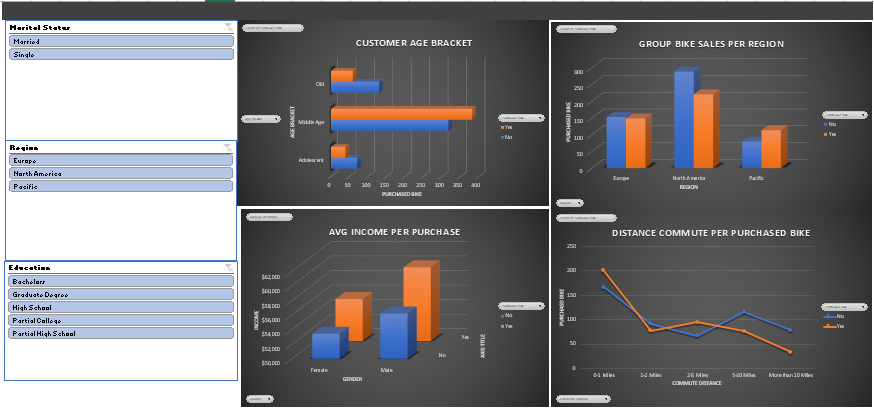 Marital Status
Married
Single
Region
Europe
North America
Pacific
Education
Bachelors
Graduate Degree
High School
Partial College
Partial High School
CUSTOMER AGE BRACKET
AGE BRACKET
Old
Middle Age
Adolescent
0 50 100 150 200 250 300 350 400
PURCHASED BIKE
Yes
No
GROUP BIKE SALES PER REGION
PURCHASED BIKE
300
250
200
150
100
50
0
Europe North America Pacific
REGION
No
Yes
AVG INCOME PER PURCHASE
INCOME
$62,000
$60,000
$58,000
$56,000
$54,000
$52,000
$50,000
Female Male
GENDER
No
Yes
AXIS TITLE
No
Yes
DISTANCE COMMUTE PER PURCHASED BIKE
PURCHASED BIKE
250
200
150
100
50
0
0-1 Miles 1-2 Miles 2-5 Miles 5-10 Miles More than 10 Miles
COMMUTE DISTANCE
No
Yes